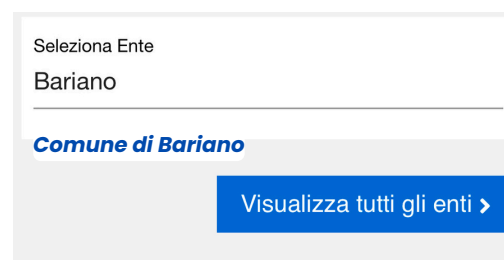 Seleziona Ente
Bariano
Comune di Bariano
Visualizza tutti gli enti >